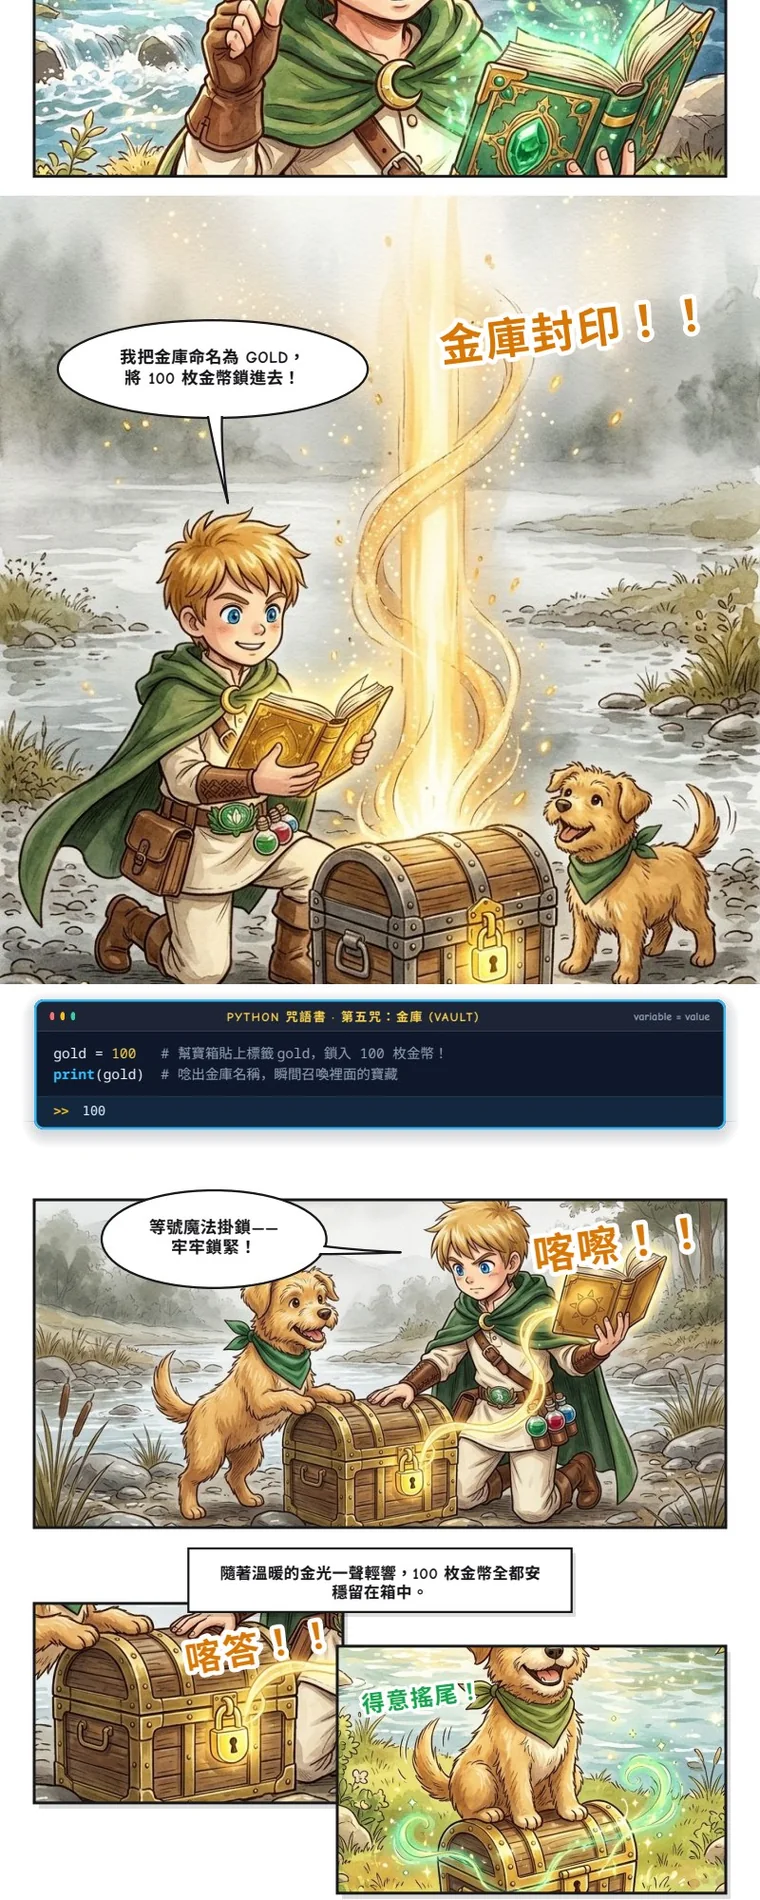 金庫封印！！
我把金庫命名為 GOLD，
將 100 枚金幣鎖進去！
PYTHON 咒語書 · 第五咒：金庫 (VAULT)
variable = value
gold = 100 # 幫寶箱貼上標籤 gold，鎖入 100 枚金幣！
print(gold) # 唸出金庫名稱，瞬間召喚裡面的寶藏
>> 100
等號魔法掛鎖——
牢牢鎖緊！
喀嚓！！
隨著溫暖的金光一聲輕響，100 枚金幣全都安
穩留在箱中。
喀答！！
得意搖尾！